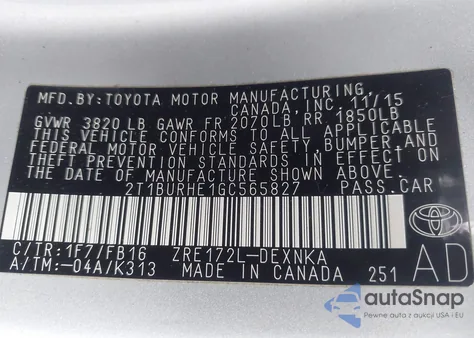 MFD.BY:TOYOTA MOTOR MANUFACTURING,
CANADA, INC. 11/15
GVWR 3820 LB GAWR FR 2020LB RR 1850LB
THIS VEHICLE CONFORMS TO ALL APPLICABLE
FEDERAL MOTOR VEHICLE SAFETY, BUMPER, AND
THEFT PREVENTION STANDARDS IN EFFECT ON
THE DATE OF MANUFACTURE SHOWN ABOVE.
2T1BURHE1GC565827 PASS.CAR
C/TR:1F7/FB16 ZRE172L-DEXNKA
A/TM:-04A/K313 MADE IN CANADA 251
AD
TOYOTA
autoSnap
Pewne auta z USA i EU